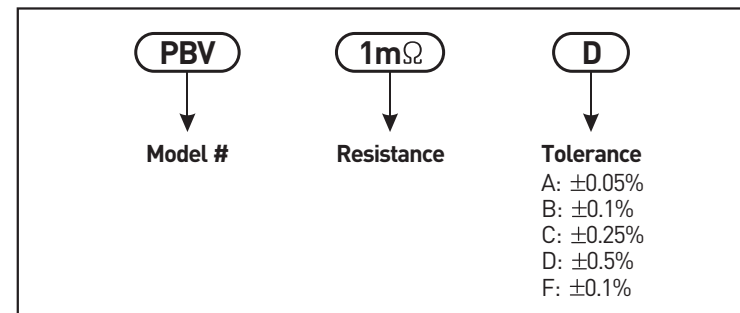 PBV 1mΩ D
Model # Resistance Tolerance
A: ±0.05%
B: ±0.1%
C: ±0.25%
D: ±0.5%
F: ±0.1%